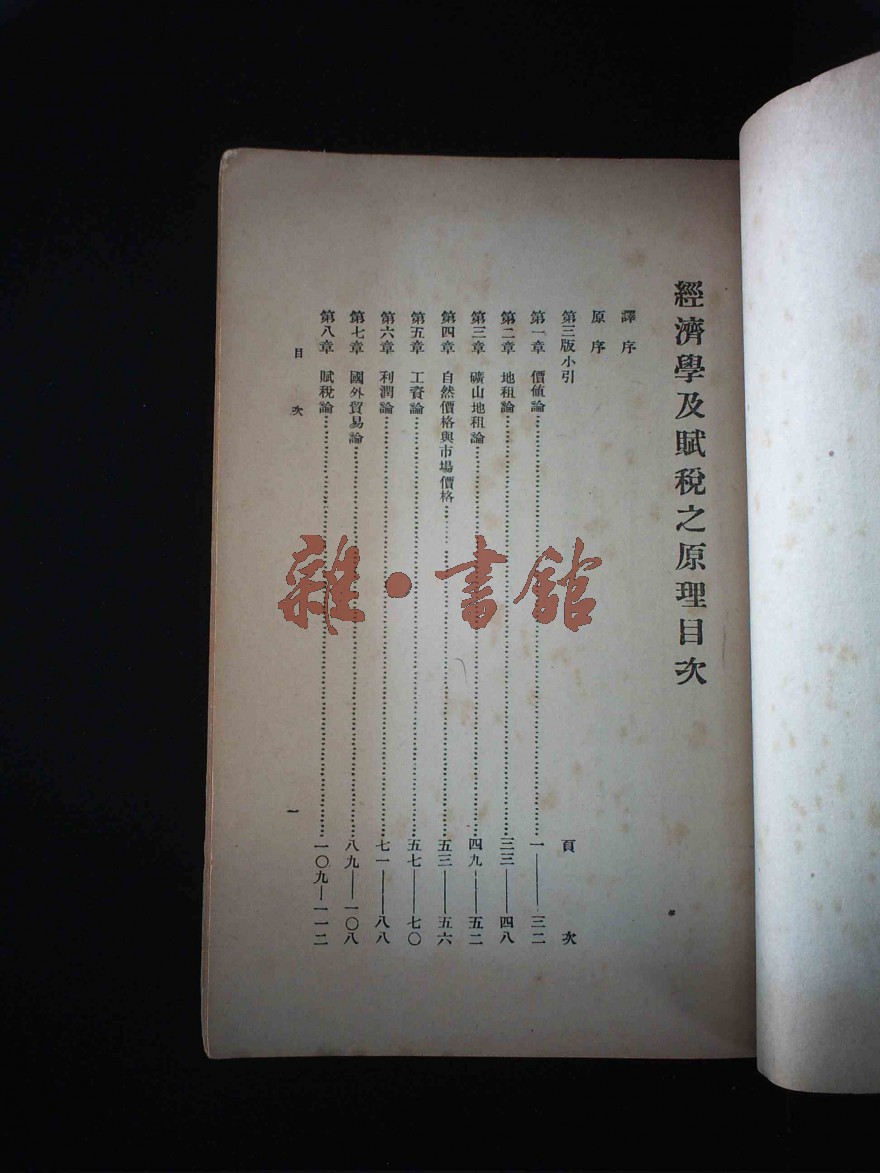 經濟學及賦稅之原理目次
譯序
原序
第三版小引 頁次
第一章 價值論 一——三二
第二章 地租論 三三——四八
第三章 礦山地租論 四九——五二
第四章 自然價格與市場價格 五三——五六
第五章 工資論 五七——七〇
第六章 利潤論 七一——八八
第七章 國外貿易論 八九——一〇八
第八章 賦稅論 一〇九——一一二
目次 一
雜·書館